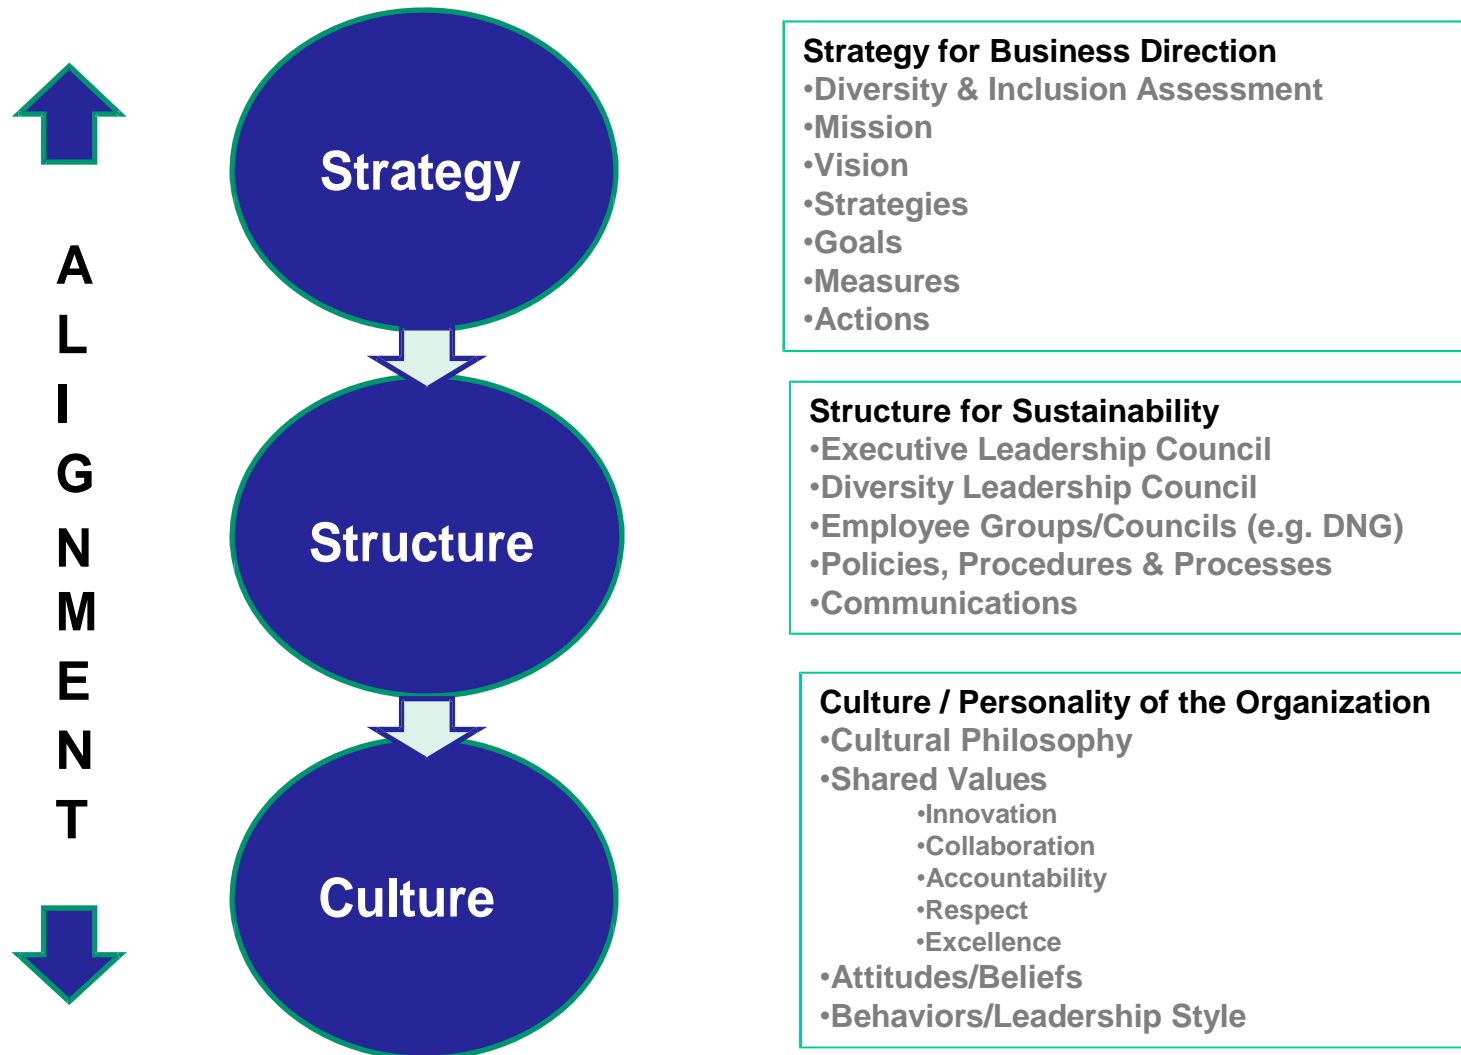 A
L
I
G
N
M
E
N
T
Strategy
Structure
Culture
Strategy for Business Direction
•Diversity & Inclusion Assessment
•Mission
•Vision
•Strategies
•Goals
•Measures
•Actions
Structure for Sustainability
•Executive Leadership Council
•Diversity Leadership Council
•Employee Groups/Councils (e.g. DNG)
•Policies, Procedures & Processes
•Communications
Culture / Personality of the Organization
•Cultural Philosophy
•Shared Values
•Innovation
•Collaboration
•Accountability
•Respect
•Excellence
•Attitudes/Beliefs
•Behaviors/Leadership Style